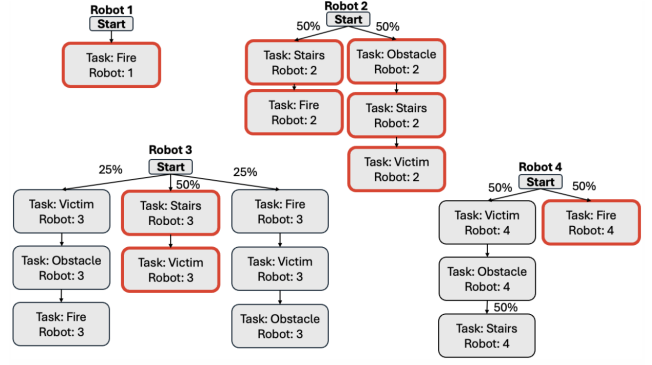 Robot 1
Start
Task: Fire
Robot: 1
Robot 2
Start
50%
50%
Task: Stairs
Robot: 2
Task: Obstacle
Robot: 2
Task: Fire
Robot: 2
Task: Stairs
Robot: 2
Task: Victim
Robot: 2
Robot 3
Start
25%
50%
25%
Task: Victim
Robot: 3
Task: Stairs
Robot: 3
Task: Fire
Robot: 3
Task: Obstacle
Robot: 3
Task: Victim
Robot: 3
Task: Victim
Robot: 3
Task: Fire
Robot: 3
Task: Obstacle
Robot: 3
Robot 4
Start
50%
50%
Task: Victim
Robot: 4
Task: Fire
Robot: 4
Task: Obstacle
Robot: 4
50%
Task: Stairs
Robot: 4